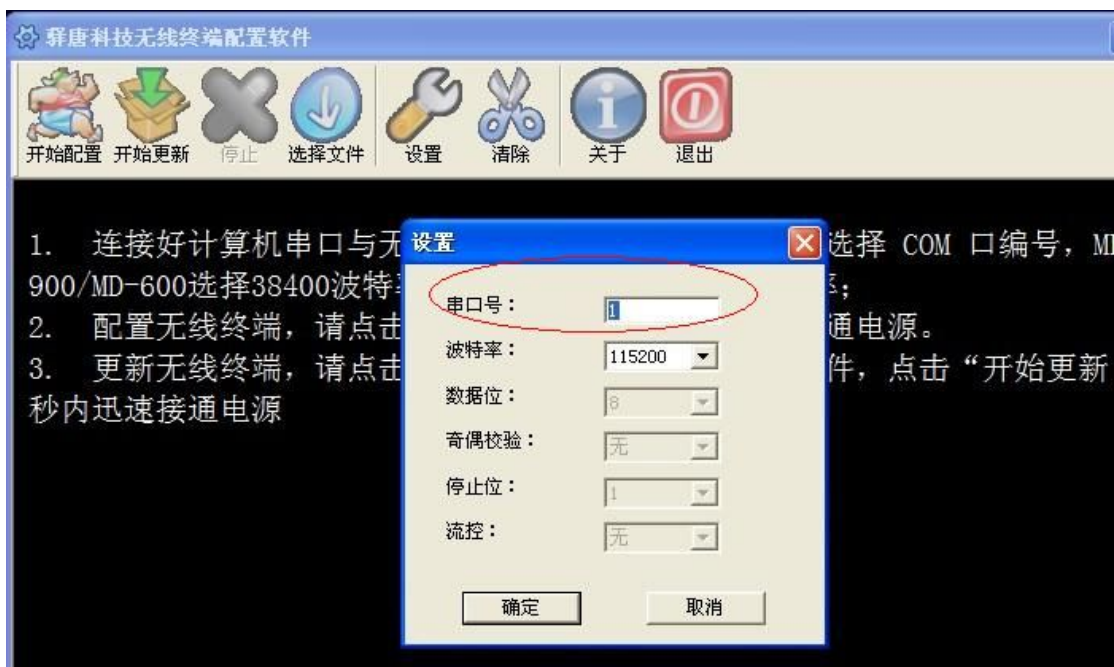 驿唐科技无线终端配置软件
开始配置 开始更新 停止 选择文件 设置 清除 关于 退出
1. 连接好计算机串口与无
选择 COM 口编号，
900/MD-600选择38400波特
2. 配置无线终端，请点击
通电源。
3. 更新无线终端，请点击
件，点击“开始更新
秒内迅速接通电源
设置
串口号：
1
波特率：
115200
数据位：
8
奇偶校验：
无
停止位：
1
流控：
无
确定
取消